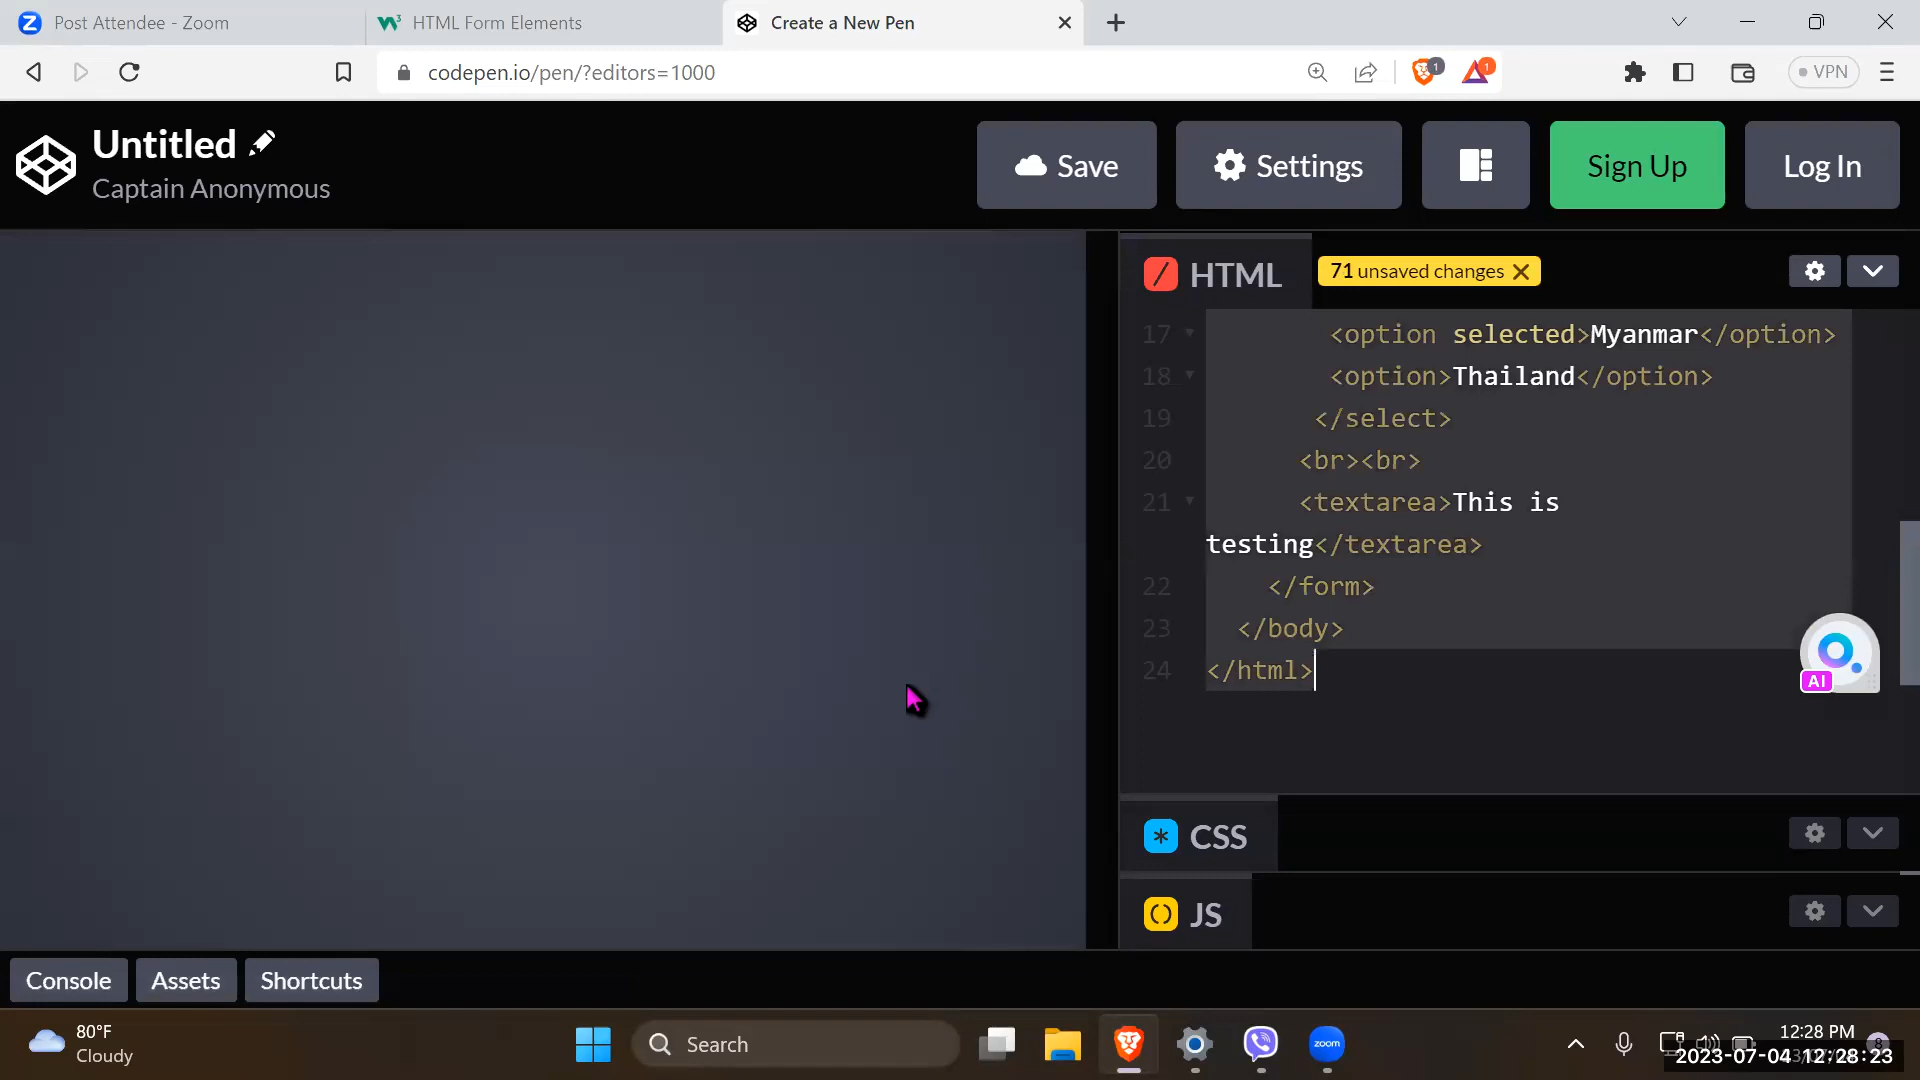 Post Attendee - Zoom
HTML Form Elements
Create a New Pen
codepen.io/pen/?editors=1000
1
1
VPN
Untitled
Captain Anonymous
Save
Settings
Sign Up
Log In
HTML
71 unsaved changes
17 <option selected>Myanmar</option>
18 <option>Thailand</option>
19 </select>
20 <br><br>
21 <textarea>This is
testing</textarea>
22 </form>
23 </body>
24 </html>
AI
CSS
JS
Console
Assets
Shortcuts
80°F
Cloudy
Search
zoom
12:28 PM
2023-07-04 12:28:23